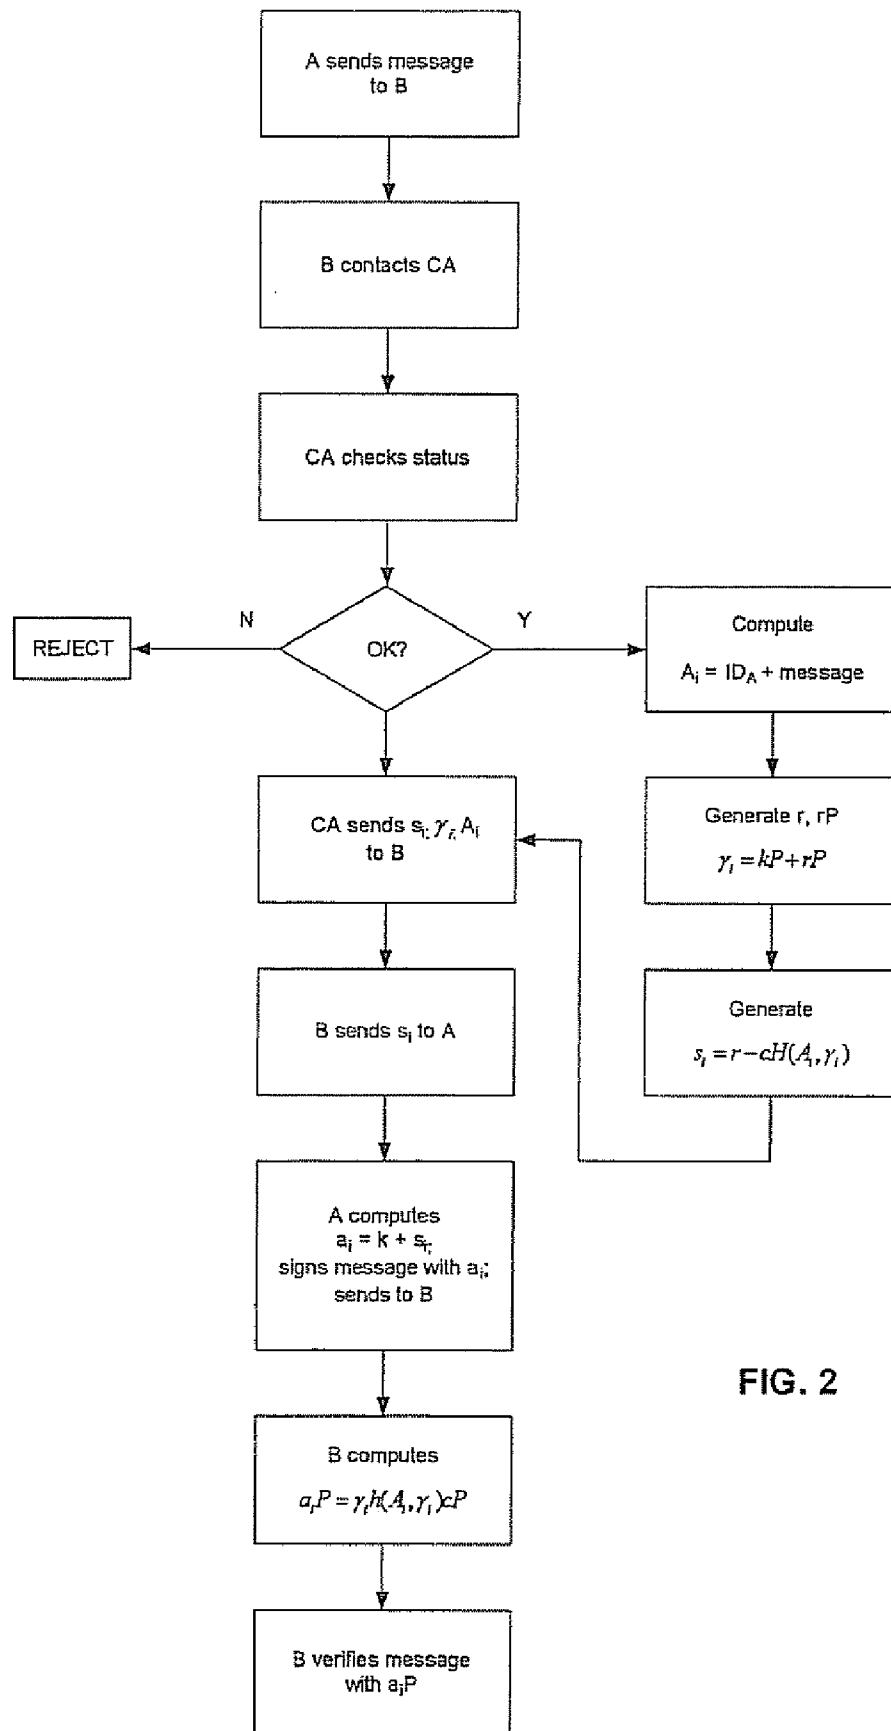 A sends message
to B
B contacts CA
CA checks status
OK?
N
REJECT
Y
Compute
Aᵢ = ID_A + message
Generate r, rP
γᵢ = kP + rP
Generate
sᵢ = r − cH(Aᵢ, γᵢ)
CA sends sᵢ; γᵢ; Aᵢ
to B
B sends sᵢ to A
A computes
aᵢ = k + sᵢ;
signs message with aᵢ;
sends to B
B computes
aᵢP = γᵢh(Aᵢ, γᵢ)cP
B verifies message
with aᵢP
FIG. 2